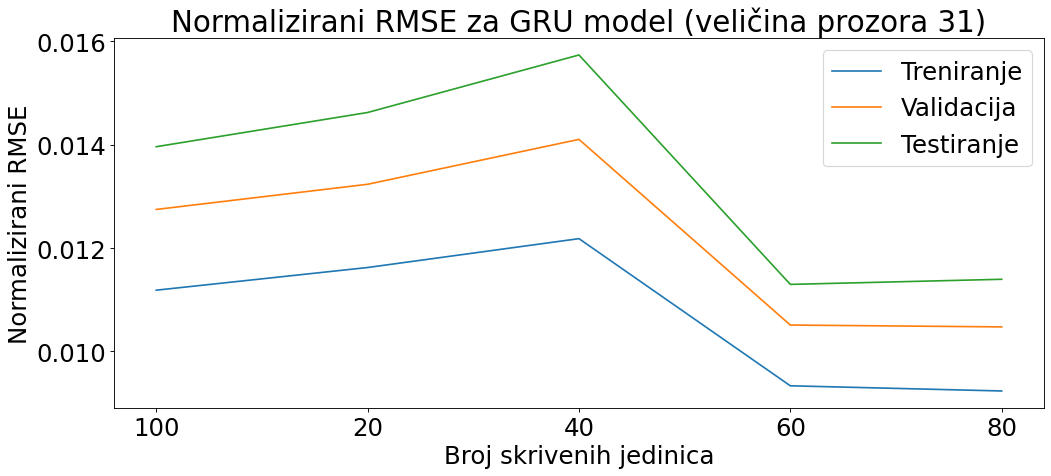 Normalizirani RMSE za GRU model (veličina prozora 31)
Normalizirani RMSE
0.016
0.014
0.012
0.010
Treniranje
Validacija
Testiranje
100 20 40 60 80
Broj skrivenih jedinica